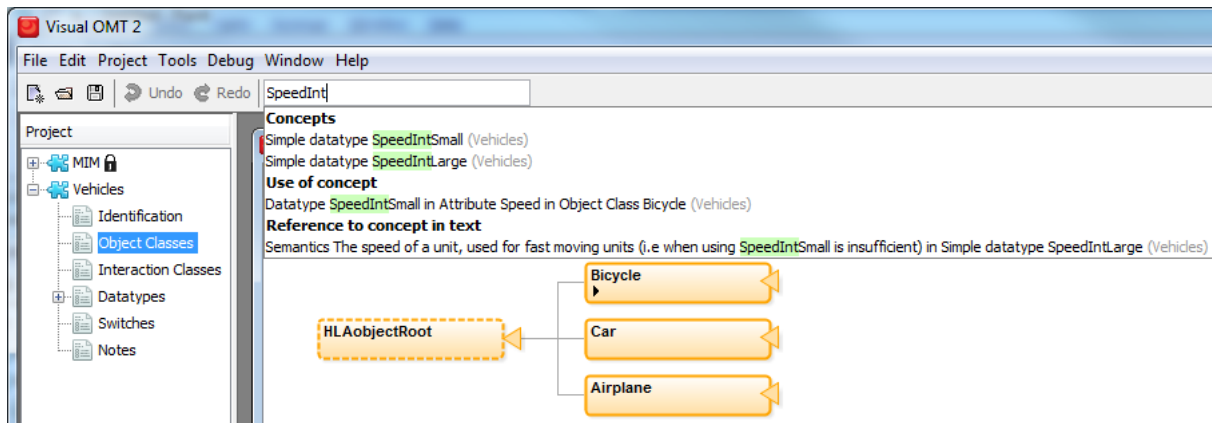 Visual OMT 2
File Edit Project Tools Debug Window Help
Undo Redo SpeedInt
Project
MIM
Vehicles
Identification
Object Classes
Interaction Classes
Datatypes
Switches
Notes
Concepts
Simple datatype SpeedIntSmall (Vehicles)
Simple datatype SpeedIntLarge (Vehicles)
Use of concept
Datatype SpeedIntSmall in Attribute Speed in Object Class Bicycle (Vehicles)
Reference to concept in text
Semantics The speed of a unit, used for fast moving units (i.e when using SpeedIntSmall is insufficient) in Simple datatype SpeedIntLarge (Vehicles)
HLAobjectRoot
Bicycle
Car
Airplane